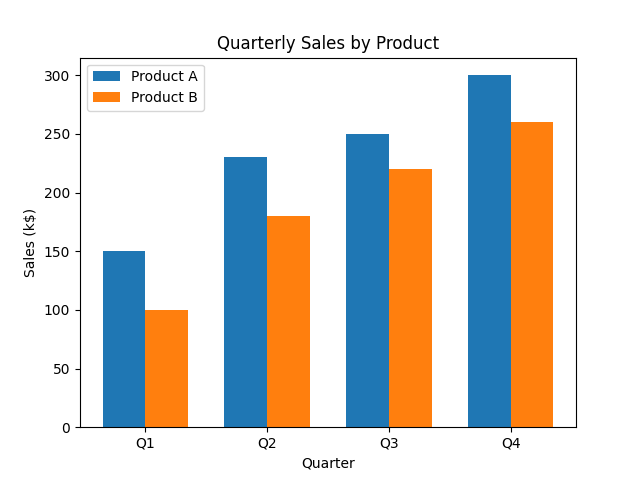 Quarterly Sales by Product
Product A
Product B
300
250
200
150
100
50
0
Sales (k$)
Q1 Q2 Q3 Q4
Quarter